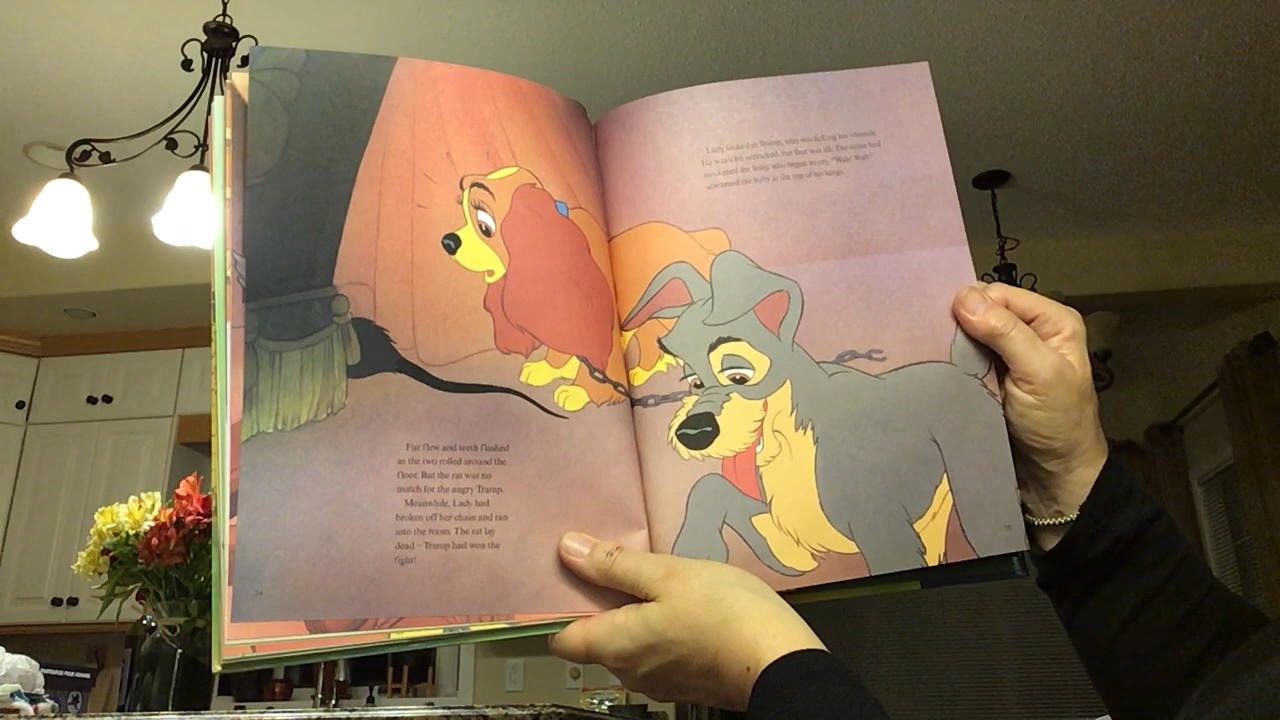 Fur flew and teeth flashed
as the two rolled around the
floor. But the rat was no
match for the angry Tramp.
Meanwhile, Lady had
broken off her chain and ran
into the room. The rat lay
dead – Tramp had won the
fight!
Lady looked at Tramp, who was licking his wounds.
He was a bit scratched, but that was all. The noise had
awakened the baby, who began to cry. "Wah! Wah!"
screamed the baby at the top of his lungs.